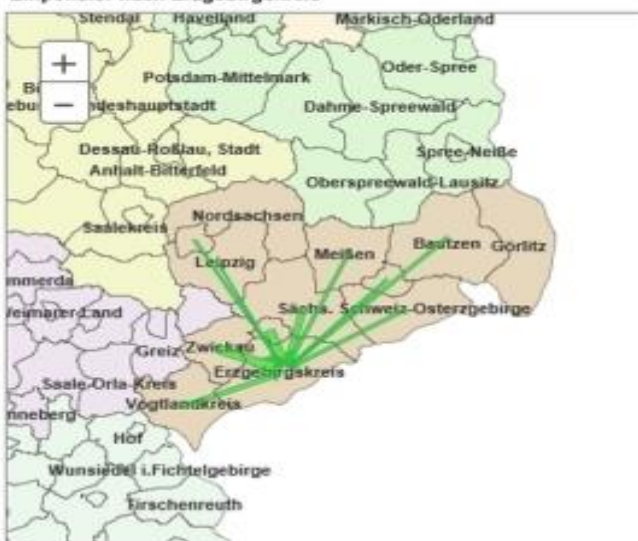 Stendal
Havelland
Märkisch-Oderland
+
Oder-Spree
Potsdam-Mittelmark
−
ndeshauptstadt
Dahme-Spreewald
Dessau-Roßlau, Stadt
Spree-Neiße
Anhalt-Bitterfeld
Oberspreewald-Lausitz
Nordsachsen
Saalekreis
Meißen
Bautzen
Görlitz
Leipzig
mmerda
Sächs. Schweiz-Osterzgebirge
Weimarer Land
Greiz
Zwickau
Erzgebirgskreis
Saale-Orla-Kreis
Vogtlandkreis
nneberg
Hof
Wunsiedel i.Fichtelgebirge
Tirschenreuth